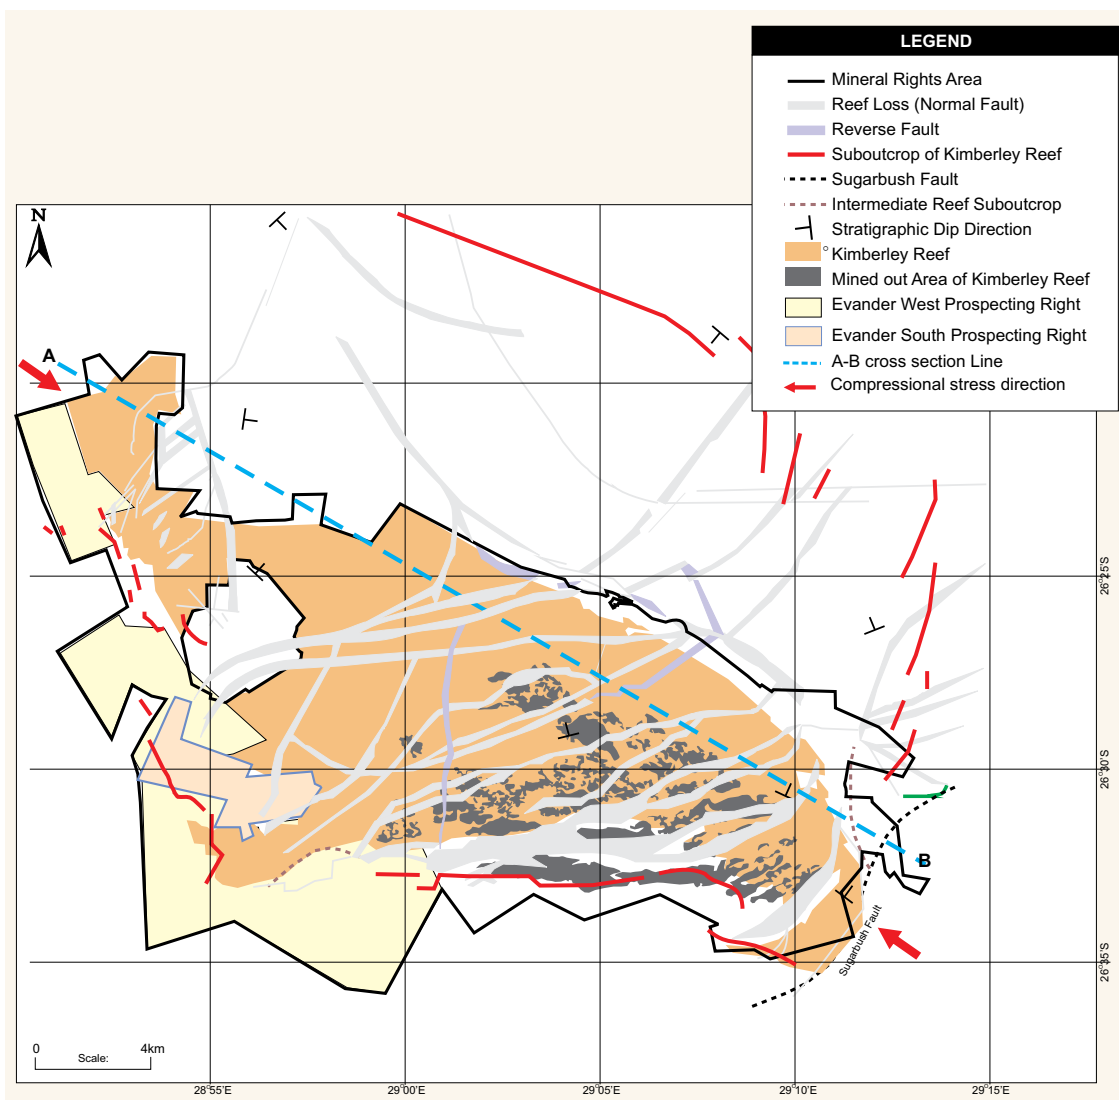 LEGEND
Mineral Rights Area
Reef Loss (Normal Fault)
Reverse Fault
Suboutcrop of Kimberley Reef
Sugarbush Fault
Intermediate Reef Suboutcrop
Stratigraphic Dip Direction
Kimberley Reef
Mined out Area of Kimberley Reef
Evander West Prospecting Right
Evander South Prospecting Right
A-B cross section Line
Compressional stress direction
N
A
B
Sugarbush Fault
26°25'S
26°30'S
26°35'S
0 4km
Scale:
28°55'E 29°00'E 29°05'E 29°10'E 29°15'E